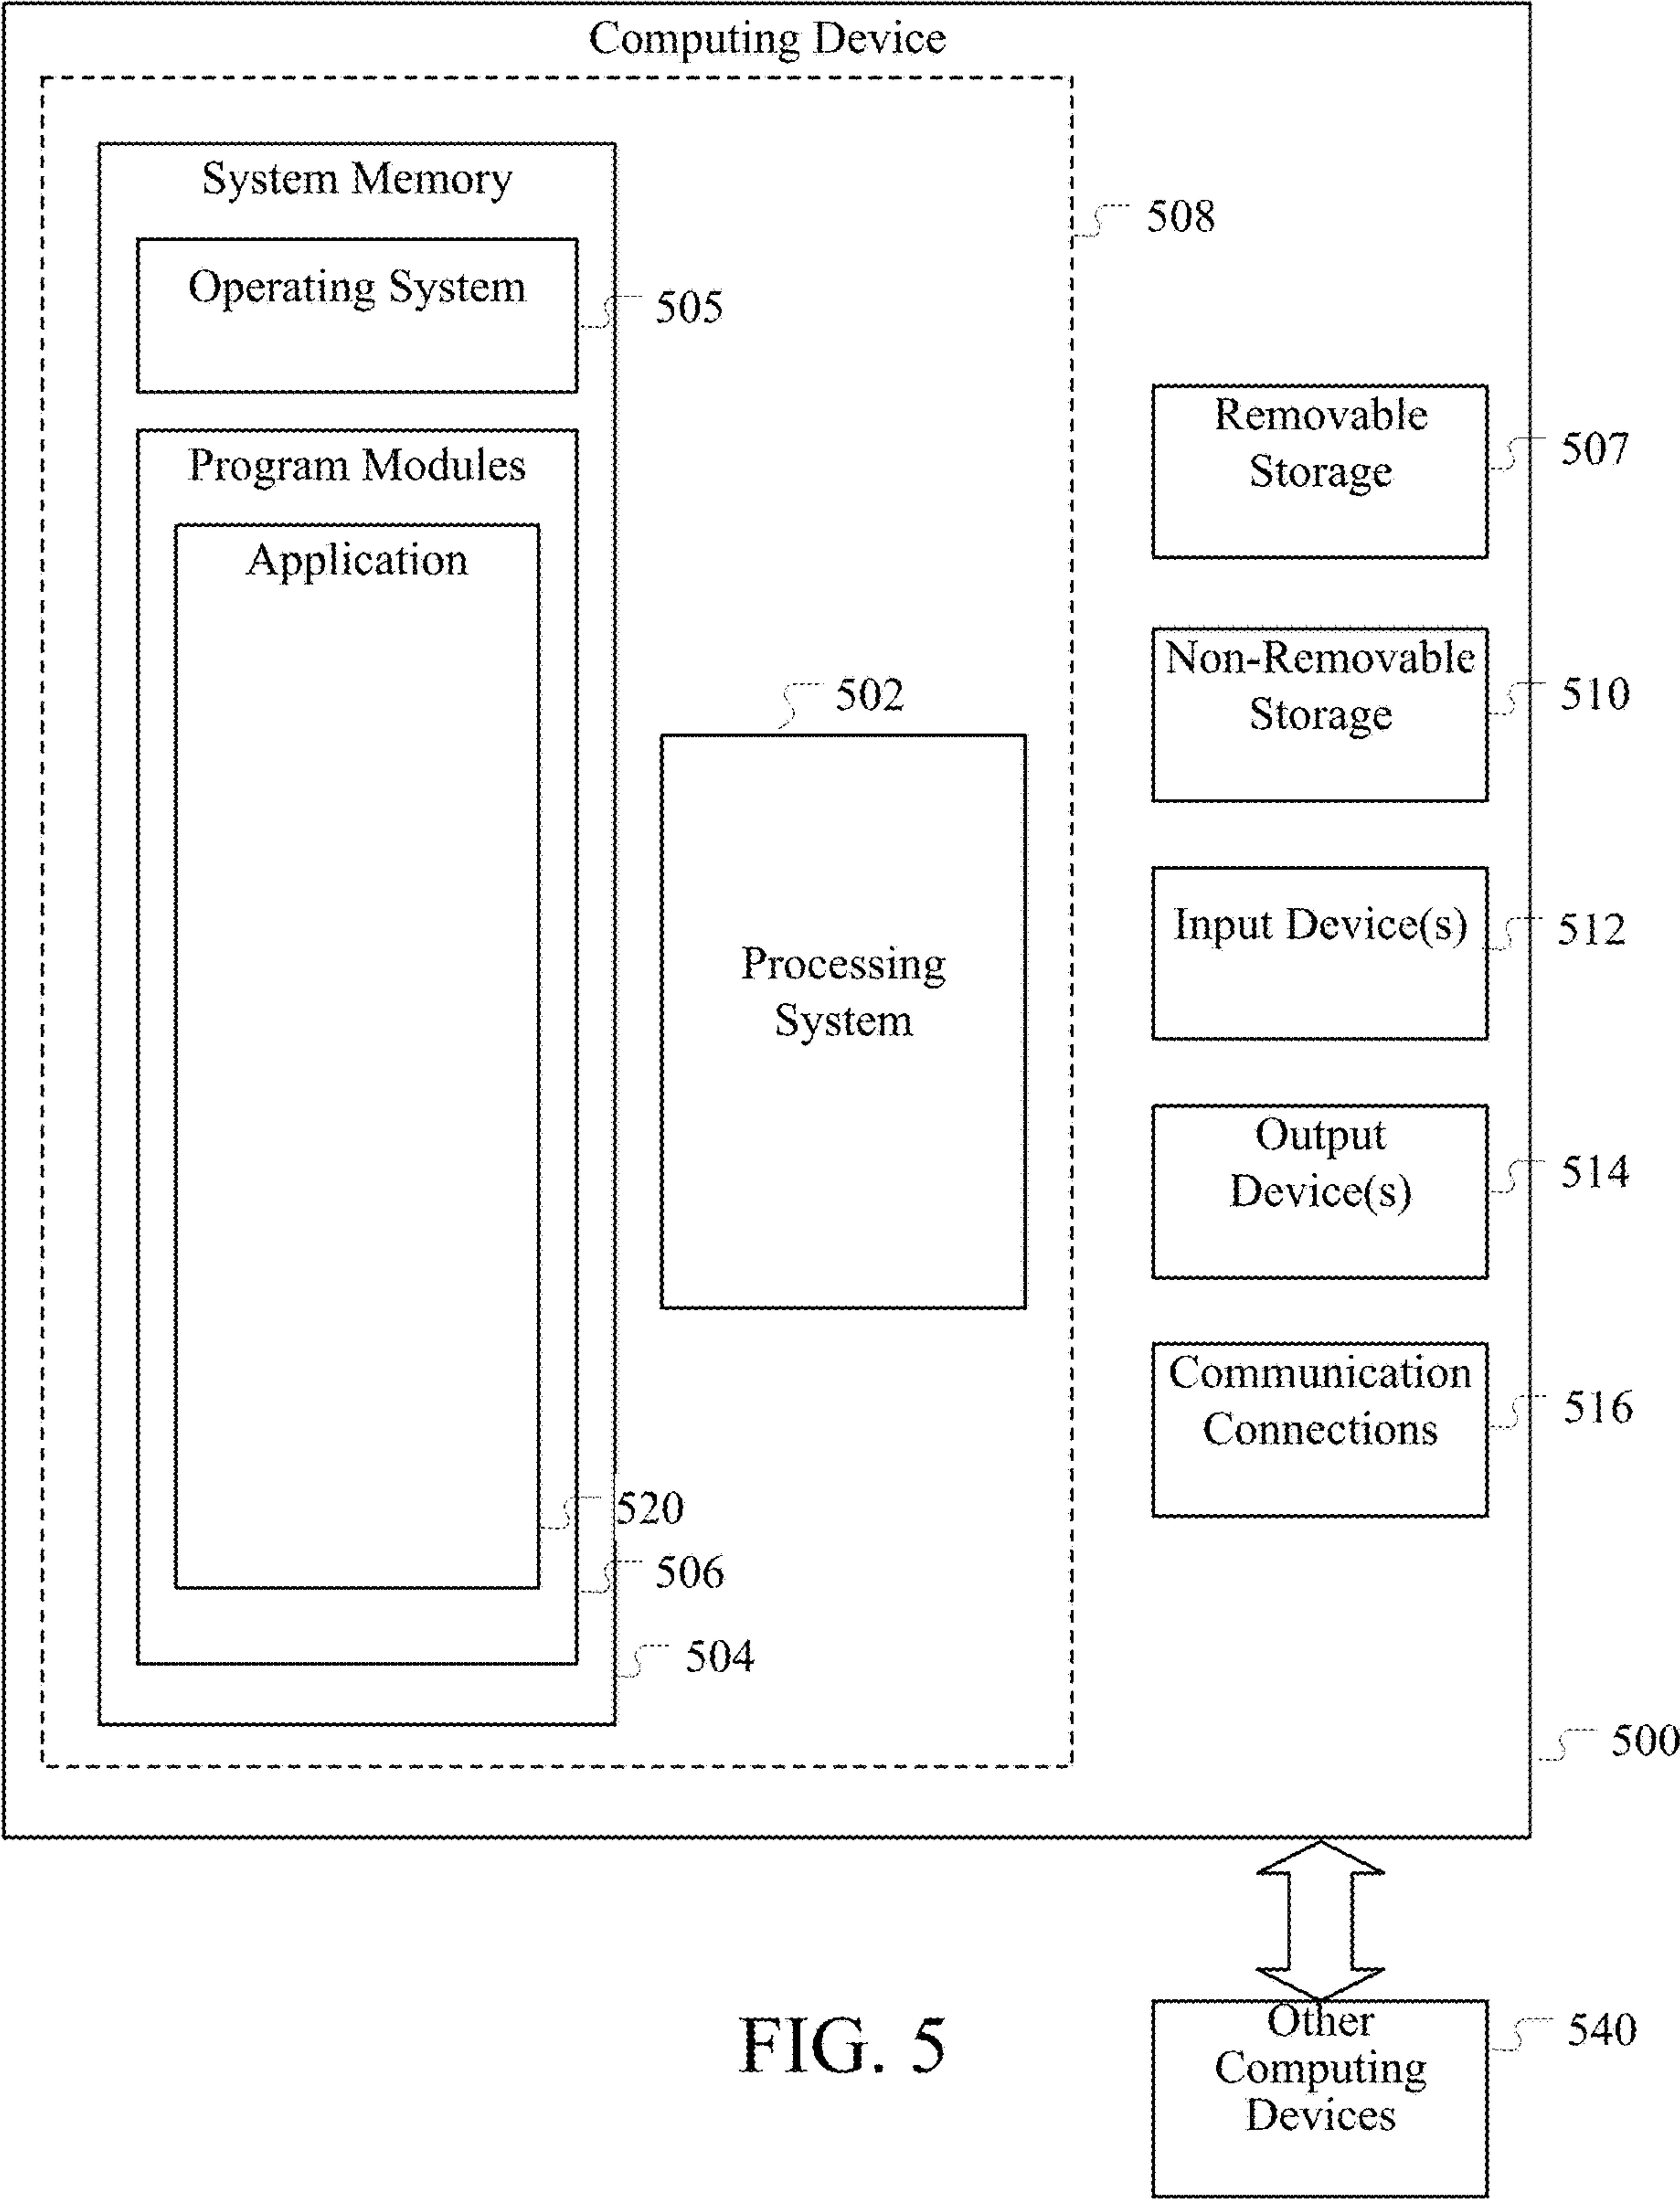 Computing Device
System Memory
508
Operating System
505
Removable
Storage
507
Program Modules
Application
Non-Removable
Storage
510
502
Input Device(s)
512
Processing
System
Output
Device(s)
514
Communication
Connections
516
520
506
504
500
FIG. 5
Other
Computing
Devices
540